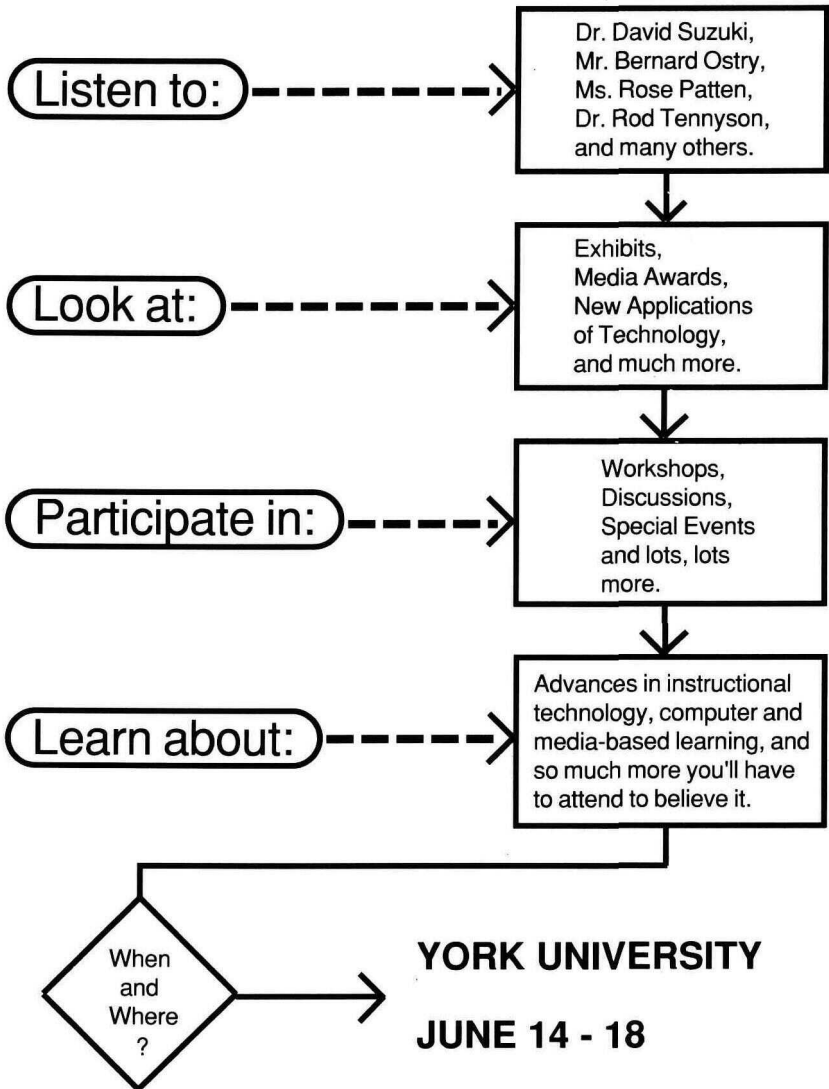 Listen to:
Dr. David Suzuki,
Mr. Bernard Ostry,
Ms. Rose Patten,
Dr. Rod Tennyson,
and many others.
Look at:
Exhibits,
Media Awards,
New Applications
of Technology,
and much more.
Participate in:
Workshops,
Discussions,
Special Events
and lots, lots
more.
Learn about:
Advances in instructional
technology, computer and
media-based learning, and
so much more you'll have
to attend to believe it.
When
and
Where
?
YORK UNIVERSITY
JUNE 14 - 18